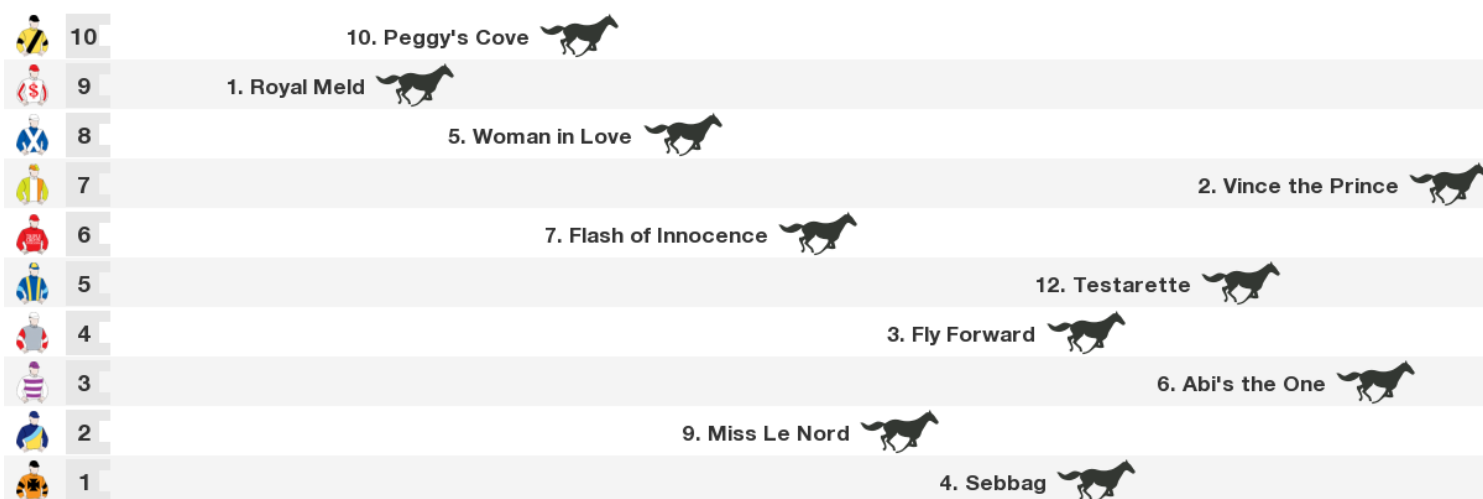 10 10. Peggy's Cove
$ 9 1. Royal Meld
8 5. Woman in Love
7 2. Vince the Prince
6 7. Flash of Innocence
5 12. Testarette
4 3. Fly Forward
3 6. Abi's the One
2 9. Miss Le Nord
1 4. Sebbag